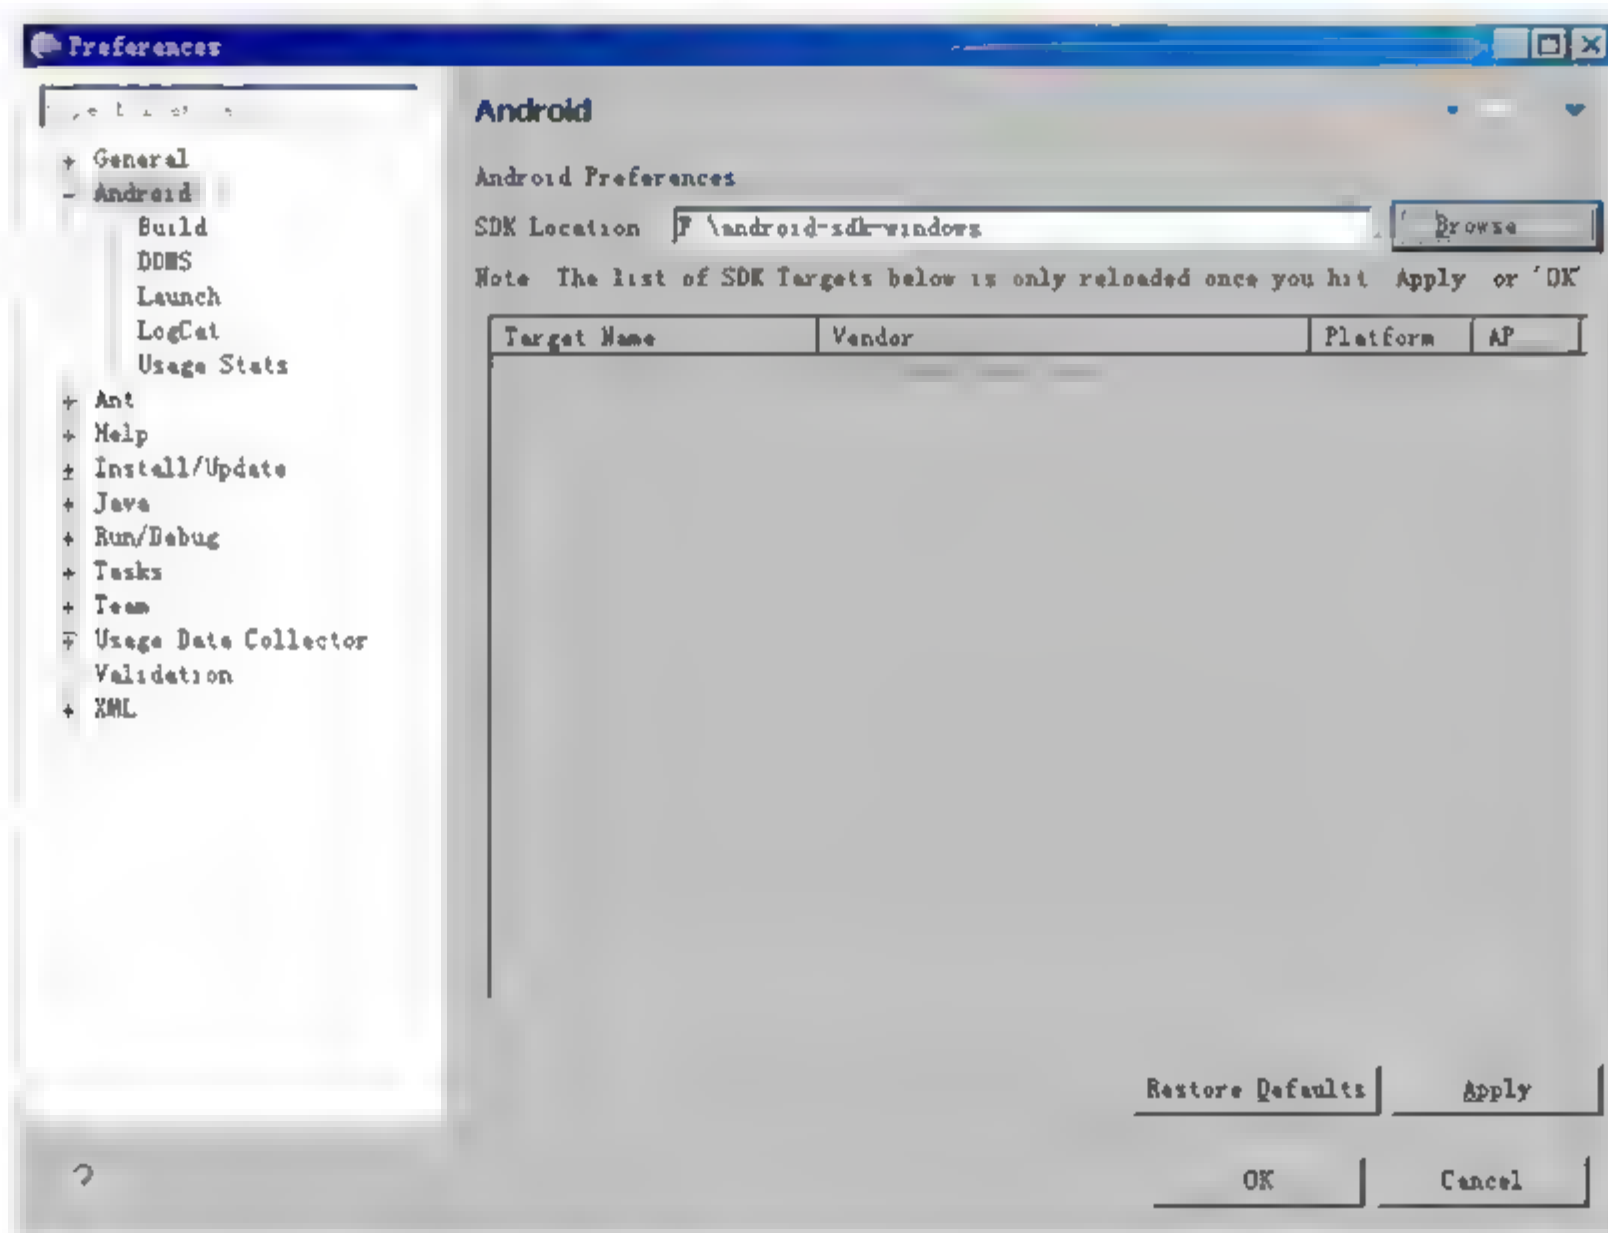 Preferences
Android
General
Android
Build
DDMS
Launch
LogCat
Usage Stats
Ant
Help
Install/Update
Java
Run/Debug
Tasks
Team
Usage Data Collector
Validation
XML
Android Preferences
SDK Location F \android-sdk-windows Browse
Note The list of SDK Targets below is only reloaded once you hit Apply or 'OK'
Target Name Vendor Platform AP
Restore Defaults Apply
OK Cancel